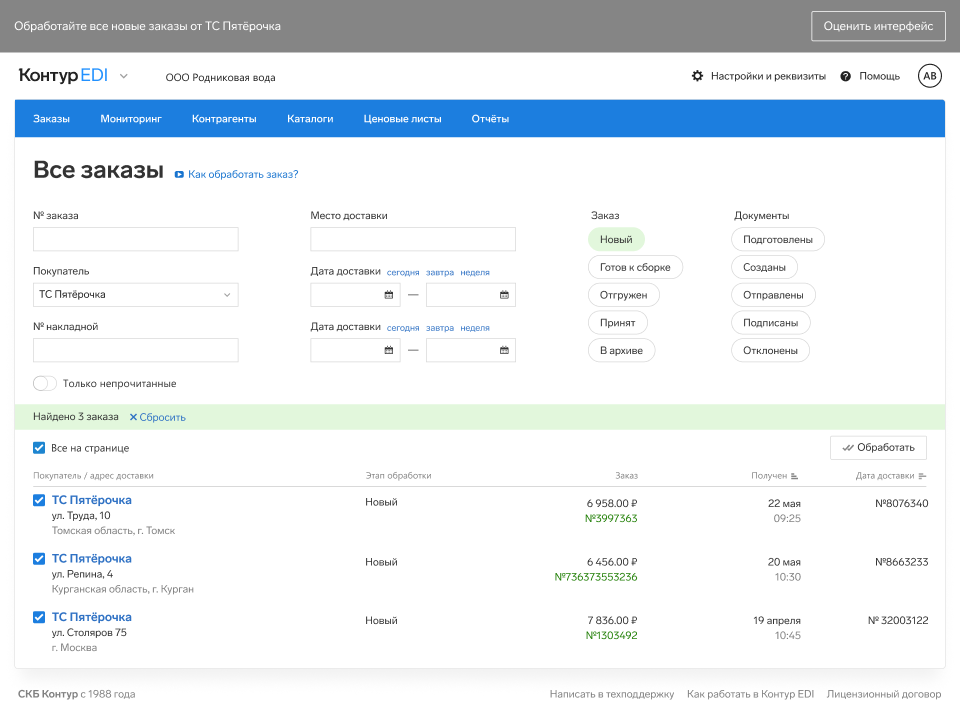 Обработайте все новые заказы от ТС Пятёрочка
Оценить интерфейс
Контур EDI
ООО Родниковая вода
Настройки и реквизиты
Помощь
АВ
Заказы Мониторинг Контрагенты Каталоги Ценовые листы Отчёты
Все заказы
Как обработать заказ?
№ заказа
Место доставки
Заказ
Документы
Новый
Подготовлены
Покупатель
Дата доставки сегодня завтра неделя
Готов к сборке
Созданы
ТС Пятёрочка
—
Отгружен
Отправлены
№ накладной
Дата доставки сегодня завтра неделя
Принят
Подписаны
—
В архиве
Отклонены
Только непрочитанные
Найдено 3 заказа
Сбросить
Все на странице
Обработать
Покупатель / адрес доставки Этап обработки Заказ Получен Дата доставки
ТС Пятёрочка Новый 6 958.00 ₽ 22 мая №8076340
ул. Труда, 10 №3997363 09:25
Томская область, г. Томск
ТС Пятёрочка Новый 6 456.00 ₽ 20 мая №8663233
ул. Репина, 4 №736373553236 10:30
Курганская область, г. Курган
ТС Пятёрочка Новый 7 836.00 ₽ 19 апреля № 32003122
ул. Столяров 75 №1303492 10:45
г. Москва
СКБ Контур с 1988 года
Написать в техподдержку Как работать в Контур EDI Лицензионный договор